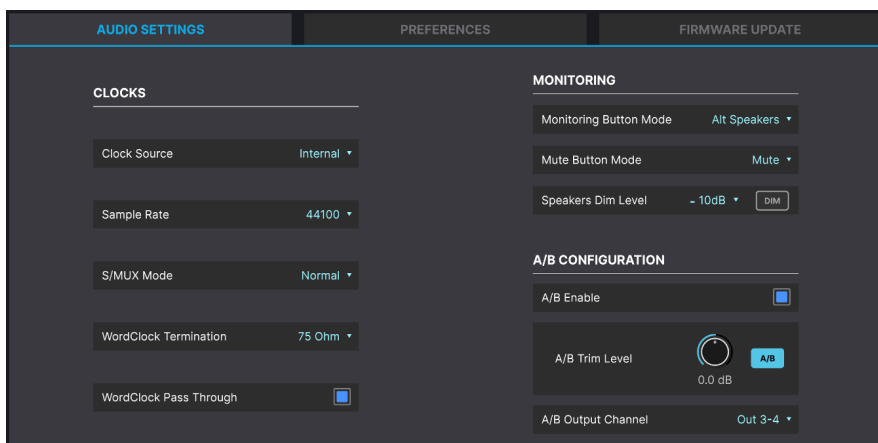 AUDIO SETTINGS
PREFERENCES
FIRMWARE UPDATE
CLOCKS
Clock Source Internal
Sample Rate 44100
S/MUX Mode Normal
WordClock Termination 75 Ohm
WordClock Pass Through
MONITORING
Monitoring Button Mode Alt Speakers
Mute Button Mode Mute
Speakers Dim Level - 10dB DIM
A/B CONFIGURATION
A/B Enable
A/B Trim Level A/B
0.0 dB
A/B Output Channel Out 3-4